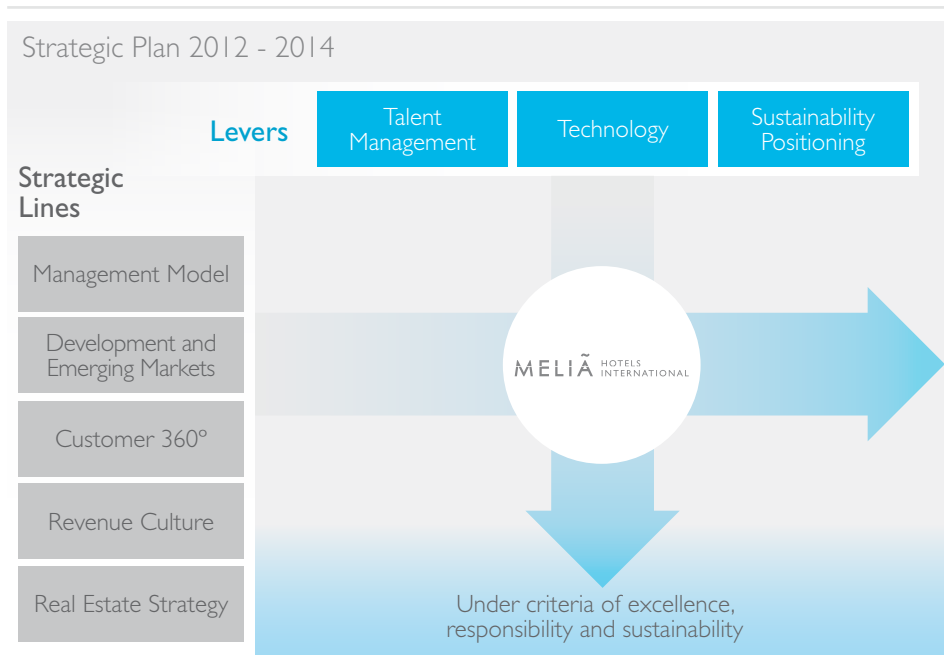 Strategic Plan 2012 - 2014
Levers
Talent
Management
Technology
Sustainability
Positioning
Strategic
Lines
Management Model
Development and
Emerging Markets
Customer 360º
Revenue Culture
Real Estate Strategy
MELIÃ HOTELS
INTERNATIONAL
Under criteria of excellence,
responsibility and sustainability